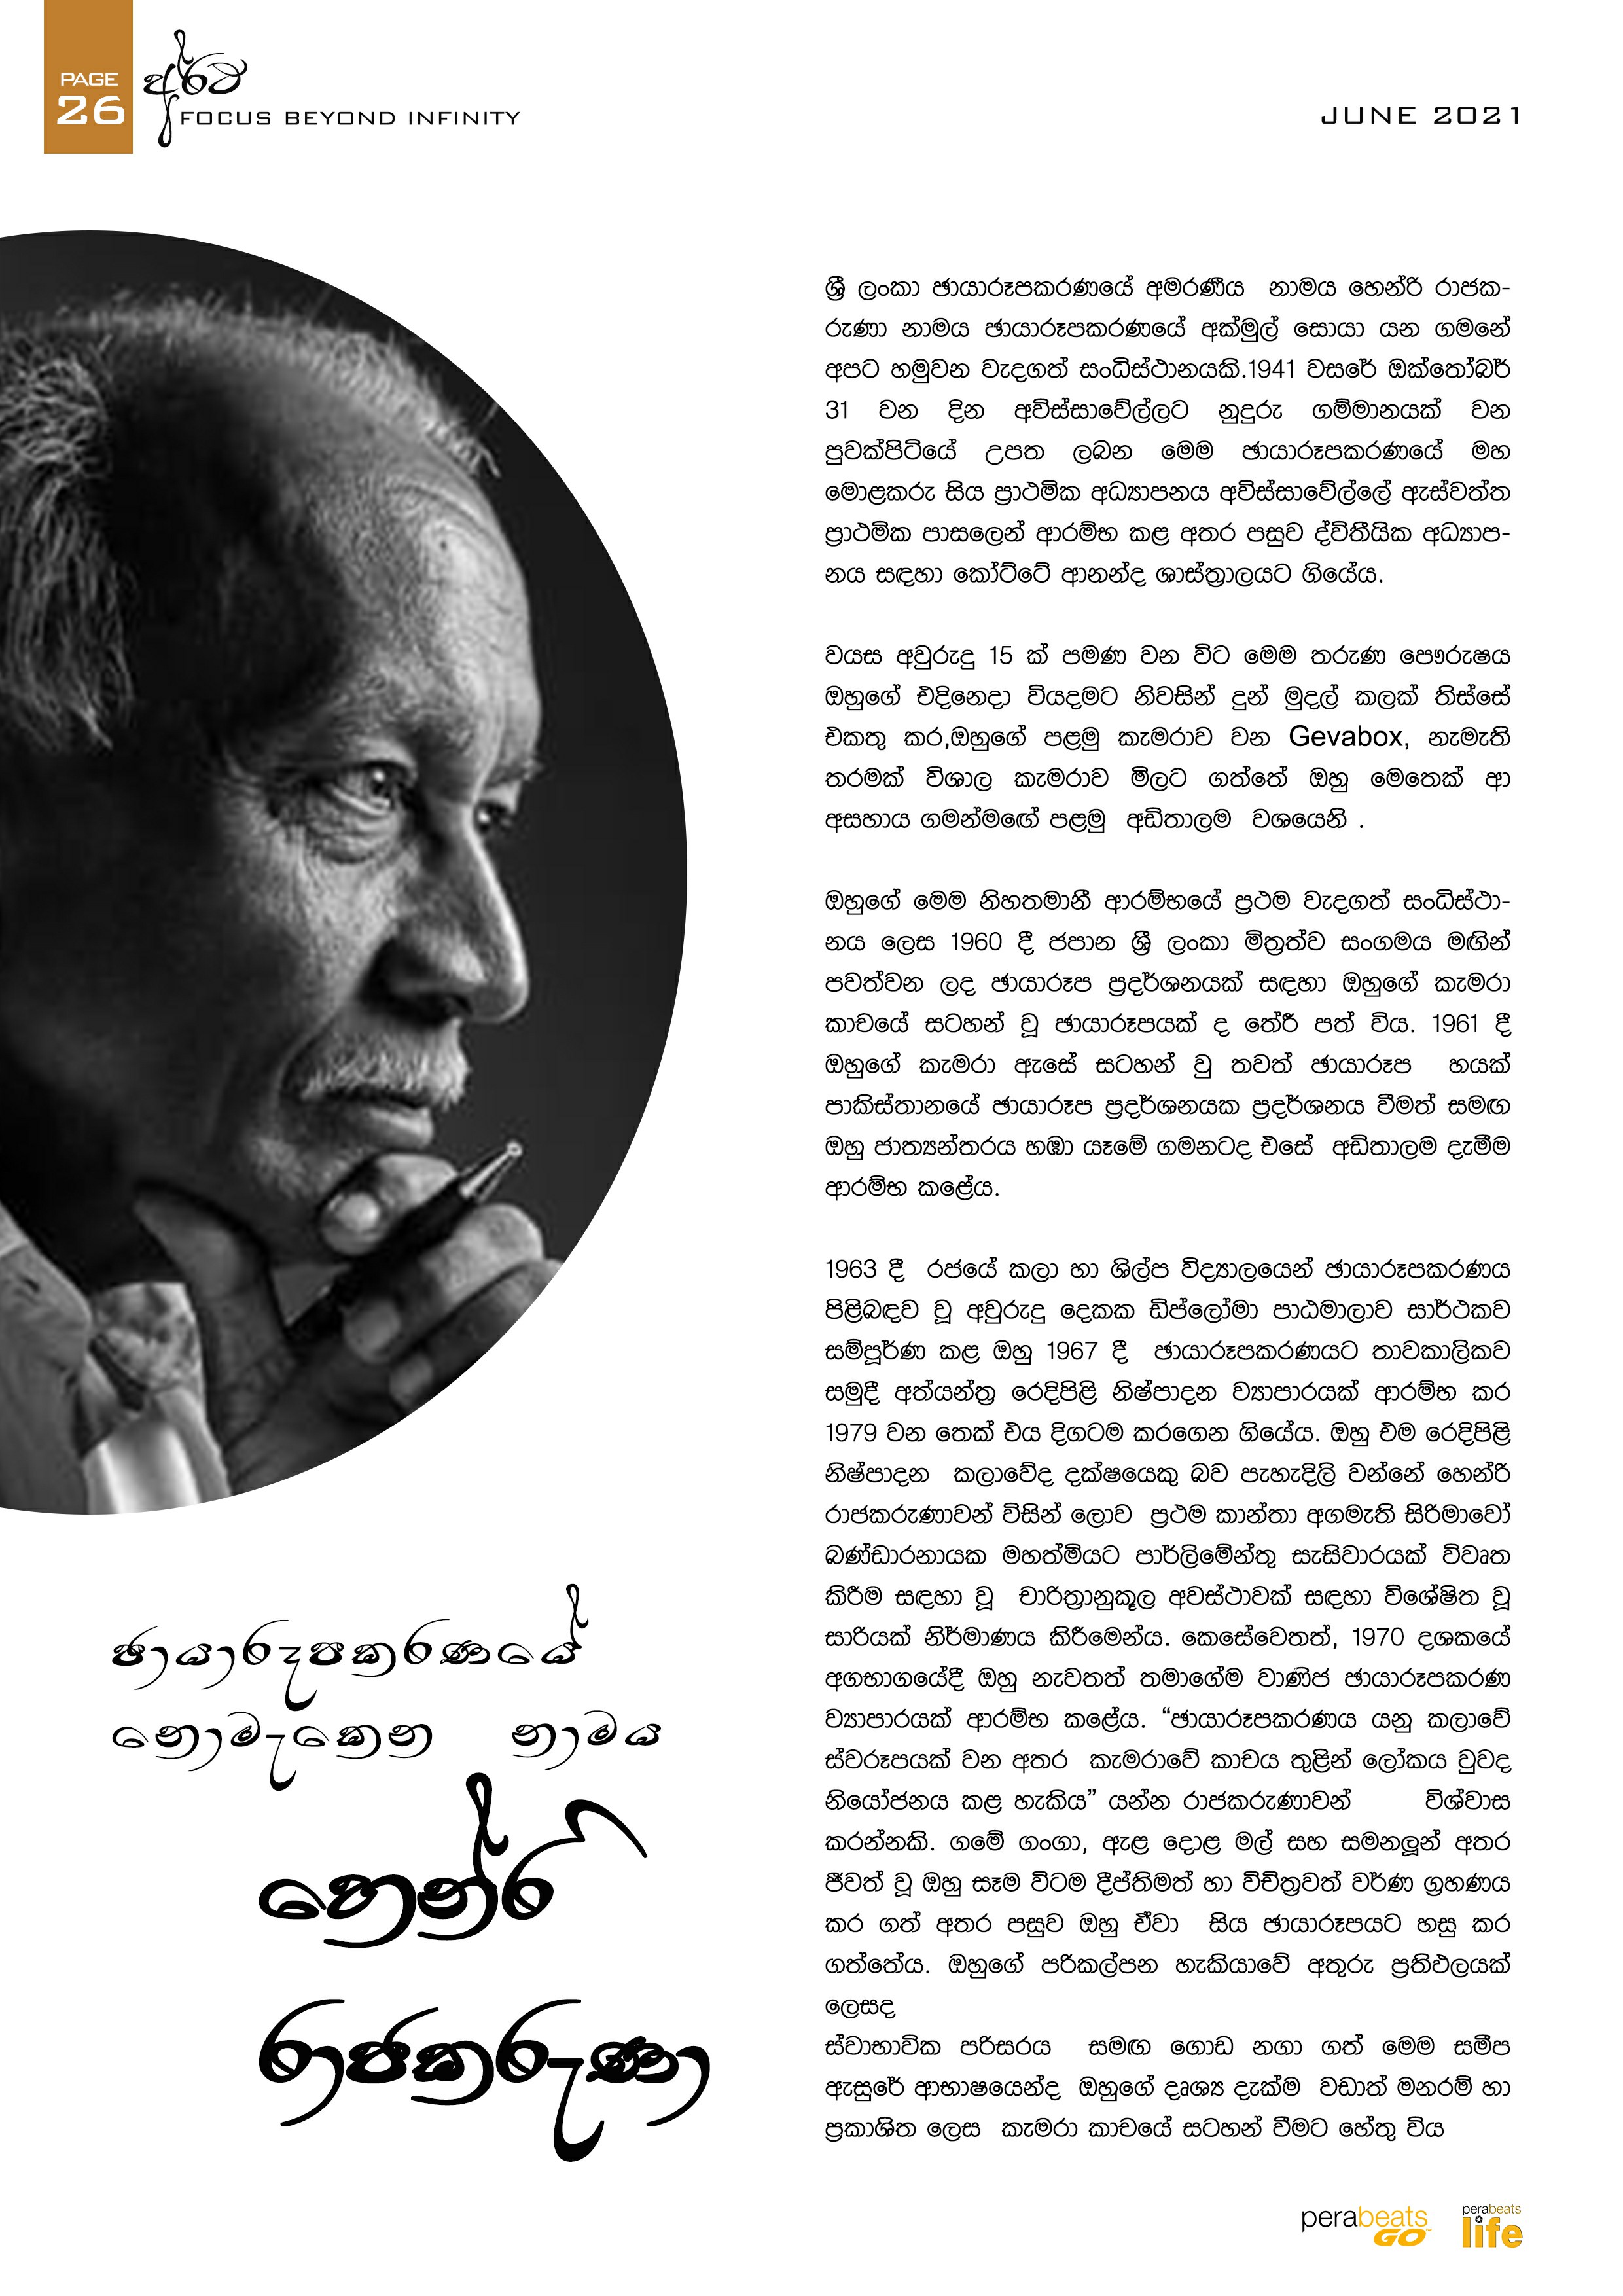 PAGE
26
අර්ථ
FOCUS BEYOND INFINITY
JUNE 2021
ඡායාරූපකරණයේ
නොමැකෙන නාමය
හෙන්රි
රාජකරුණා
ශ්‍රී ලංකා ඡායාරූපකරණයේ අමරණීය නාමය හෙන්රි රාජක-
රුණා නාමය ඡායාරූපකරණයේ අක්මුල් සොයා යන ගමනේ
අපට හමුවන වැදගත් සංධිස්ථානයකි.1941 වසරේ ඔක්තෝබර්
31 වන දින අවිස්සාවේල්ලට නුදුරු ගම්මානයක් වන
පුවක්පිටියේ උපත ලබන මෙම ඡායාරූපකරණයේ මහ
මොළකරු සිය ප්‍රාථමික අධ්‍යාපනය අවිස්සාවේල්ලේ ඇස්වත්ත
ප්‍රාථමික පාසලෙන් ආරම්භ කළ අතර පසුව ද්විතීයික අධ්‍යාප-
නය සඳහා කෝට්ටේ ආනන්ද ශාස්ත්‍රාලයට ගියේය.
වයස අවුරුදු 15 ක් පමණ වන විට මෙම තරුණ පෞරුෂය
ඔහුගේ එදිනෙදා වියදමට නිවසින් දුන් මුදල් කලක් තිස්සේ
එකතු කර,ඔහුගේ පළමු කැමරාව වන Gevabox, නැමැති
තරමක් විශාල කැමරාව මිලට ගත්තේ ඔහු මෙතෙක් ආ
අසහාය ගමන්මඟේ පළමු අඩිතාලම වශයෙනි .
ඔහුගේ මෙම නිහතමානී ආරම්භයේ ප්‍රථම වැදගත් සංධිස්ථා-
නය ලෙස 1960 දී ජපාන ශ්‍රී ලංකා මිත්‍රත්ව සංගමය මඟින්
පවත්වන ලද ඡායාරූප ප්‍රදර්ශනයක් සඳහා ඔහුගේ කැමරා
කාචයේ සටහන් වූ ඡායාරූපයක් ද තේරී පත් විය. 1961 දී
ඔහුගේ කැමරා ඇසේ සටහන් වු තවත් ඡායාරූප හයක්
පාකිස්තානයේ ඡායාරූප ප්‍රදර්ශනයක ප්‍රදර්ශනය වීමත් සමඟ
ඔහු ජාත්‍යන්තරය හඹා යෑමේ ගමනටද එසේ අඩිතාලම දැමීම
ආරම්භ කළේය.
1963 දී රජයේ කලා හා ශිල්ප විද්‍යාලයෙන් ඡායාරූපකරණය
පිළිබඳව වූ අවුරුදු දෙකක ඩිප්ලෝමා පාඨමාලාව සාර්ථකව
සම්පූර්ණ කළ ඔහු 1967 දී ඡායාරූපකරණයට තාවකාලිකව
සමුදී අත්යන්ත්‍ර රෙදිපිළි නිෂ්පාදන ව්‍යාපාරයක් ආරම්භ කර
1979 වන තෙක් එය දිගටම කරගෙන ගියේය. ඔහු එම රෙදිපිළි
නිෂ්පාදන කලාවේද දක්ෂයෙකු බව පැහැදිලි වන්නේ හෙන්රි
රාජකරුණාවන් විසින් ලොව ප්‍රථම කාන්තා අගමැති සිරිමාවෝ
බණ්ඩාරනායක මහත්මියට පාර්ලිමේන්තු සැසිවාරයක් විවෘත
කිරීම සඳහා වූ චාරිත්‍රානුකූල අවස්ථාවක් සඳහා විශේෂිත වූ
සාරියක් නිර්මාණය කිරීමෙන්ය. කෙසේවෙතත්, 1970 දශකයේ
අගභාගයේදී ඔහු නැවතත් තමාගේම වාණිජ ඡායාරූපකරණ
ව්‍යාපාරයක් ආරම්භ කළේය. “ඡායාරූපකරණය යනු කලාවේ
ස්වරූපයක් වන අතර කැමරාවේ කාචය තුළින් ලෝකය වුවද
නියෝජනය කළ හැකිය” යන්න රාජකරුණාවන් විශ්වාස
කරන්නකි. ගමේ ගංගා, ඇළ දොළ මල් සහ සමනලූන් අතර
ජීවත් වූ ඔහු සෑම විටම දීප්තිමත් හා විචිත්‍රවත් වර්ණ ග්‍රහණය
කර ගත් අතර පසුව ඔහු ඒවා සිය ඡායාරූපයට හසු කර
ගත්තේය. ඔහුගේ පරිකල්පන හැකියාවේ අතුරු ප්‍රතිඵලයක්
ලෙසද
ස්වාභාවික පරිසරය සමඟ ගොඩ නගා ගත් මෙම සමීප
ඇසුරේ ආභාෂයෙන්ද ඔහුගේ දෘශ්‍ය දැක්ම වඩාත් මනරම් හා
ප්‍රකාශිත ලෙස කැමරා කාචයේ සටහන් වීමට හේතු විය
perabeats GO
perabeats life